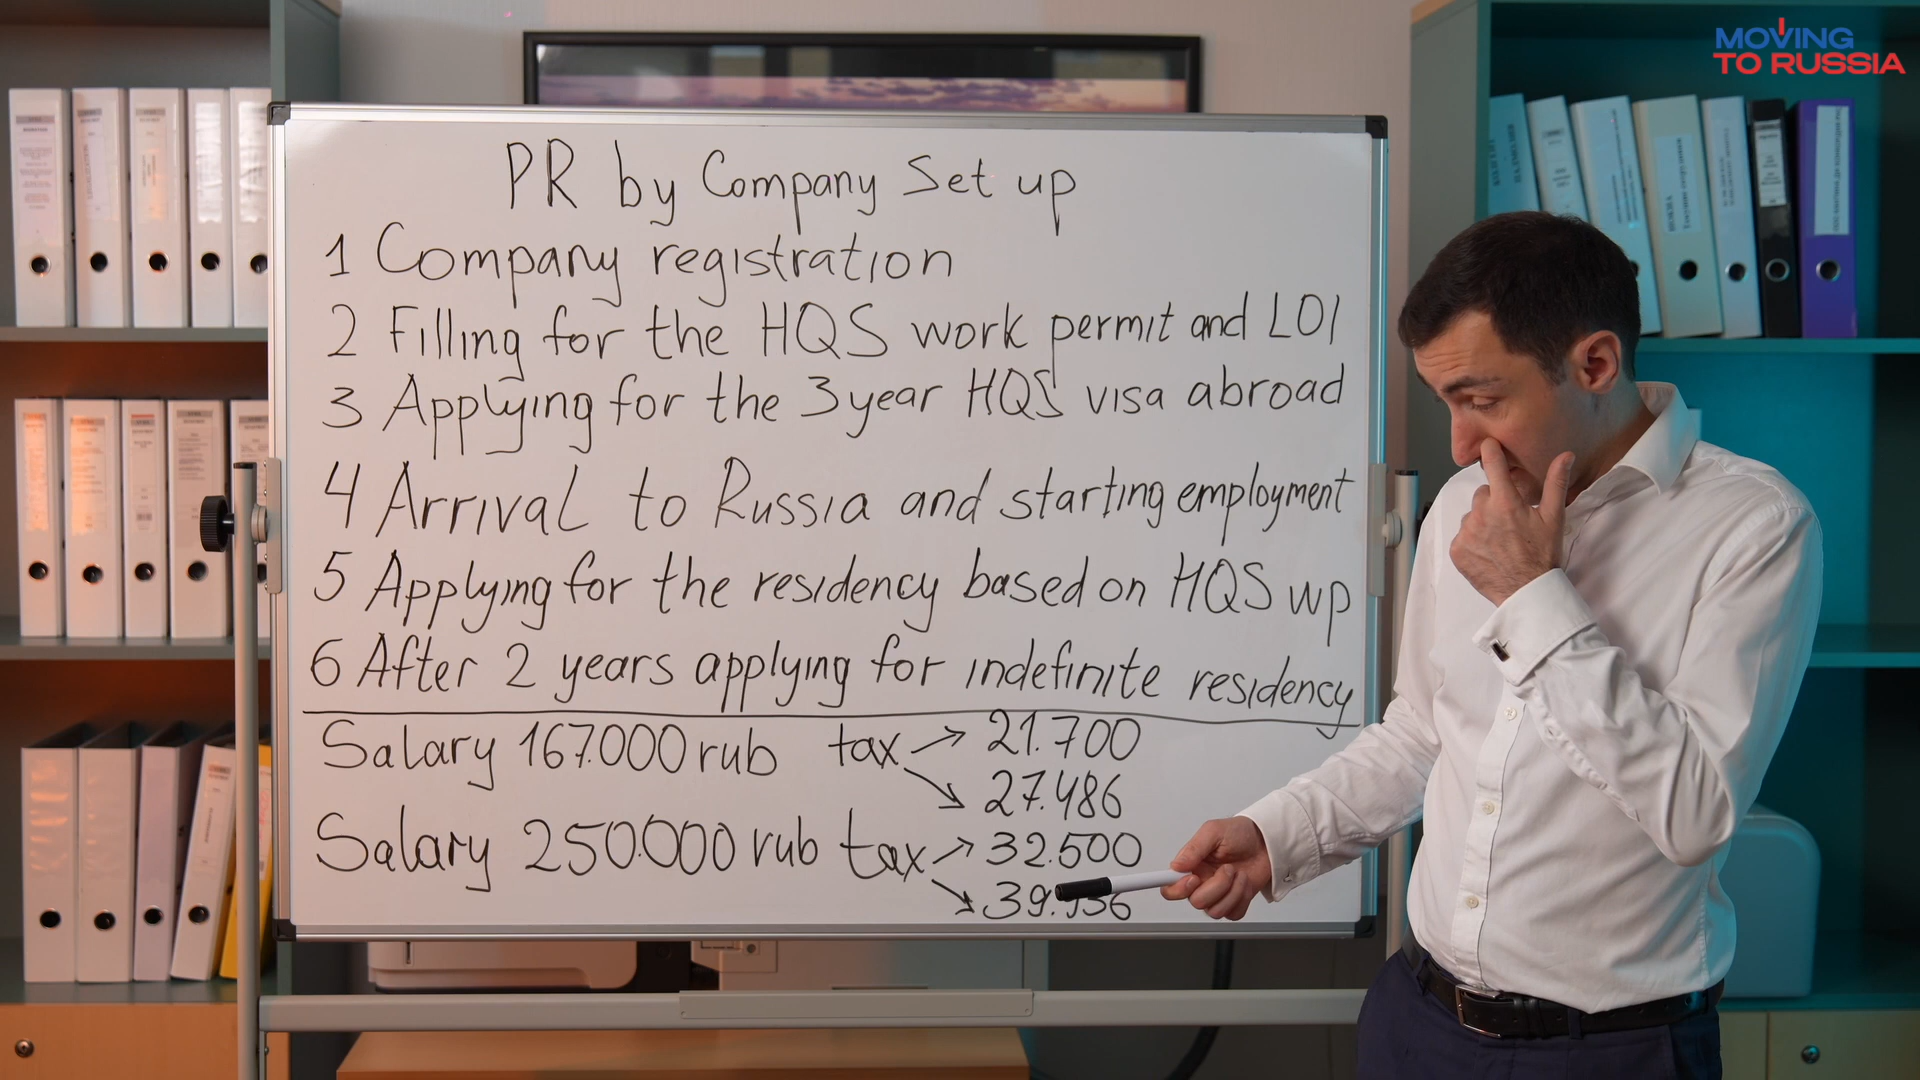 MOVING
TO RUSSIA
PR by Company Set up
1 Company registration
2 Filling for the HQS work permit and LOI
3 Applying for the 3 year HQS visa abroad
4 Arrival to Russia and starting employment
5 Applying for the residency based on HQS wp
6 After 2 years applying for indefinite residency
Salary 167.000 rub tax → 21.700
↘ 27.486
Salary 250.000 rub tax → 32.500